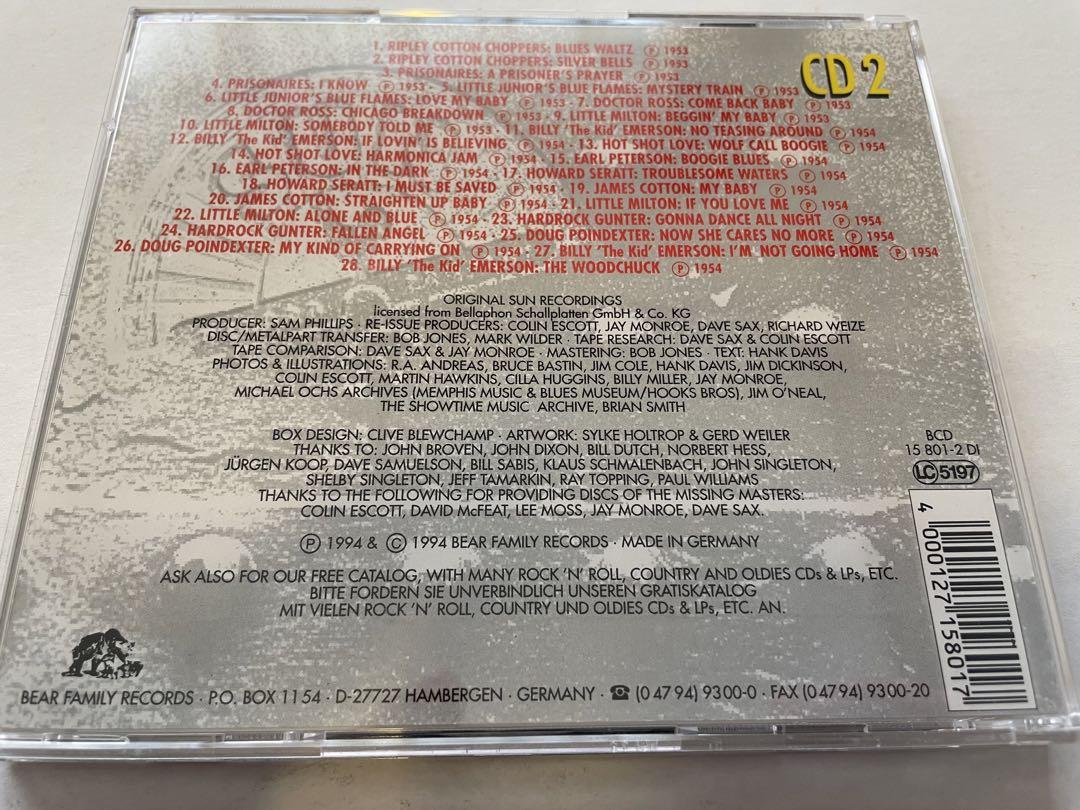 CD 2
1. RIPLEY COTTON CHOPPERS: BLUES WALTZ Ⓟ 1953
2. RIPLEY COTTON CHOPPERS: SILVER BELLS Ⓟ 1953
3. PRISONAIRES: A PRISONER'S PRAYER Ⓟ 1953
4. PRISONAIRES: I KNOW Ⓟ 1953 · 5. LITTLE JUNIOR'S BLUE FLAMES: MYSTERY TRAIN Ⓟ 1953
6. LITTLE JUNIOR'S BLUE FLAMES: LOVE MY BABY Ⓟ 1953 · 7. DOCTOR ROSS: COME BACK BABY Ⓟ 1953
8. DOCTOR ROSS: CHICAGO BREAKDOWN Ⓟ 1953 · 9. LITTLE MILTON: BEGGIN' MY BABY Ⓟ 1953
10. LITTLE MILTON: SOMEBODY TOLD ME Ⓟ 1953 · 11. BILLY 'The Kid' EMERSON: NO TEASING AROUND Ⓟ 1954
12. BILLY 'The Kid' EMERSON: IF LOVIN' IS BELIEVING Ⓟ 1954 · 13. HOT SHOT LOVE: WOLF CALL BOOGIE Ⓟ 1954
14. HOT SHOT LOVE: HARMONICA JAM Ⓟ 1954 · 15. EARL PETERSON: BOOGIE BLUES Ⓟ 1954
16. EARL PETERSON: IN THE DARK Ⓟ 1954 · 17. HOWARD SERATT: TROUBLESOME WATERS Ⓟ 1954
18. HOWARD SERATT: I MUST BE SAVED Ⓟ 1954 · 19. JAMES COTTON: MY BABY Ⓟ 1954
20. JAMES COTTON: STRAIGHTEN UP BABY Ⓟ 1954 · 21. LITTLE MILTON: IF YOU LOVE ME Ⓟ 1954
22. LITTLE MILTON: ALONE AND BLUE Ⓟ 1954 · 23. HARDROCK GUNTER: GONNA DANCE ALL NIGHT Ⓟ 1954
24. HARDROCK GUNTER: FALLEN ANGEL Ⓟ 1954 · 25. DOUG POINDEXTER: NOW SHE CARES NO MORE Ⓟ 1954
26. DOUG POINDEXTER: MY KIND OF CARRYING ON Ⓟ 1954 · 27. BILLY 'The Kid' EMERSON: I'M NOT GOING HOME Ⓟ 1954
28. BILLY 'The Kid' EMERSON: THE WOODCHUCK Ⓟ 1954
ORIGINAL SUN RECORDINGS
licensed from Bellaphon Schallplatten GmbH & Co. KG
PRODUCER: SAM PHILLIPS · RE-ISSUE PRODUCERS: COLIN ESCOTT, JAY MONROE, DAVE SAX, RICHARD WEIZE
DISC/METALPART TRANSFER: BOB JONES, MARK WILDER · TAPE RESEARCH: DAVE SAX & COLIN ESCOTT
TAPE COMPARISON: DAVE SAX & JAY MONROE · MASTERING: BOB JONES · TEXT: HANK DAVIS
PHOTOS & ILLUSTRATIONS: R.A. ANDREAS, BRUCE BASTIN, JIM COLE, HANK DAVIS, JIM DICKINSON,
COLIN ESCOTT, MARTIN HAWKINS, CILLA HUGGINS, BILLY MILLER, JAY MONROE,
MICHAEL OCHS ARCHIVES (MEMPHIS MUSIC & BLUES MUSEUM/HOOKS BROS), JIM O'NEAL,
THE SHOWTIME MUSIC ARCHIVE, BRIAN SMITH
BOX DESIGN: CLIVE BLEWCHAMP · ARTWORK: SYLKE HOLTROP & GERD WEILER
THANKS TO: JOHN BROVEN, JOHN DIXON, BILL DUTCH, NORBERT HESS,
JÜRGEN KOOP, DAVE SAMUELSON, BILL SABIS, KLAUS SCHMALENBACH, JOHN SINGLETON,
SHELBY SINGLETON, JEFF TAMARKIN, RAY TOPPING, PAUL WILLIAMS
THANKS TO THE FOLLOWING FOR PROVIDING DISCS OF THE MISSING MASTERS:
COLIN ESCOTT, DAVID McFEAT, LEE MOSS, JAY MONROE, DAVE SAX.
BCD
15 801-2 DI
LC 5197
4 000127 158017
Ⓟ 1994 & © 1994 BEAR FAMILY RECORDS · MADE IN GERMANY
ASK ALSO FOR OUR FREE CATALOG, WITH MANY ROCK 'N' ROLL, COUNTRY AND OLDIES CDs & LPs, ETC.
BITTE FORDERN SIE UNVERBINDLICH UNSEREN GRATISKATALOG
MIT VIELEN ROCK 'N' ROLL, COUNTRY UND OLDIES CDs & LPs, ETC. AN.
BEAR FAMILY RECORDS · P.O. BOX 1154 · D-27727 HAMBERGEN · GERMANY · ☎ (0 47 94) 93 00-0 · FAX (0 47 94) 93 00-20